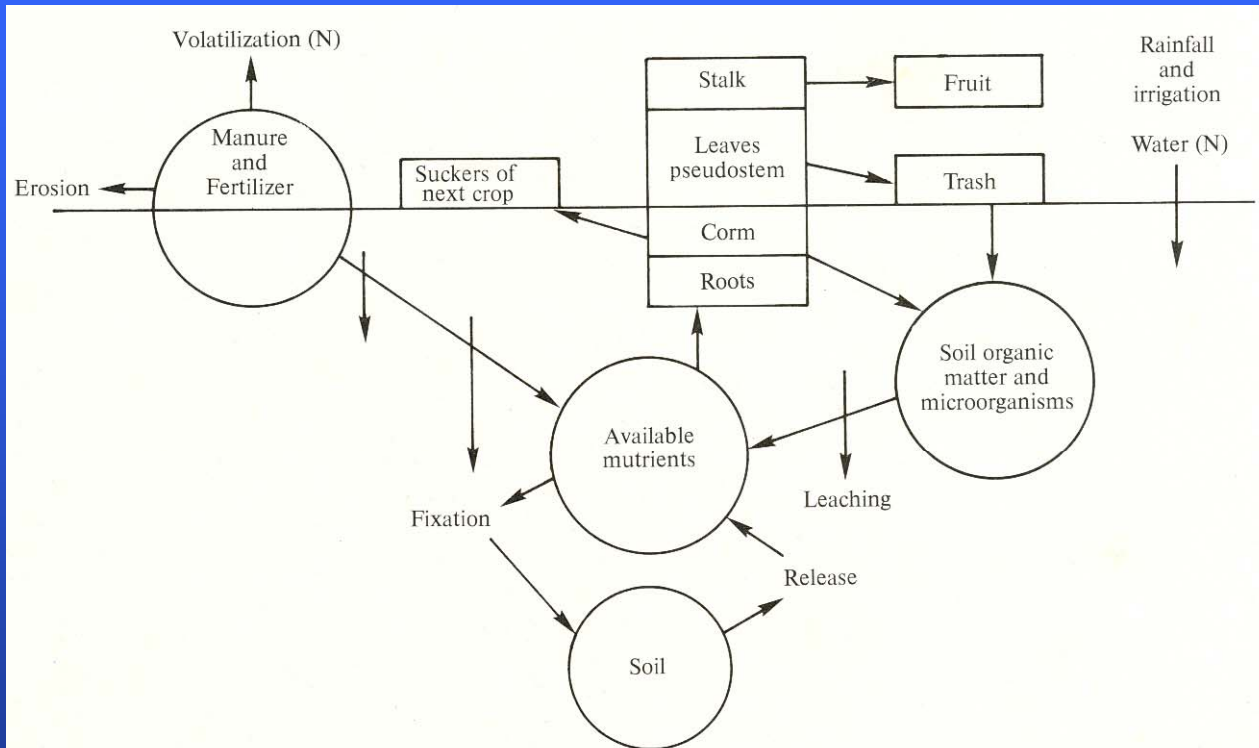 Volatilization (N)
Manure
and
Fertilizer
Erosion
Suckers of
next crop
Stalk
Leaves
pseudostem
Corm
Roots
Fruit
Trash
Rainfall
and
irrigation
Water (N)
Soil organic
matter and
microorganisms
Available
mutrients
Leaching
Fixation
Release
Soil